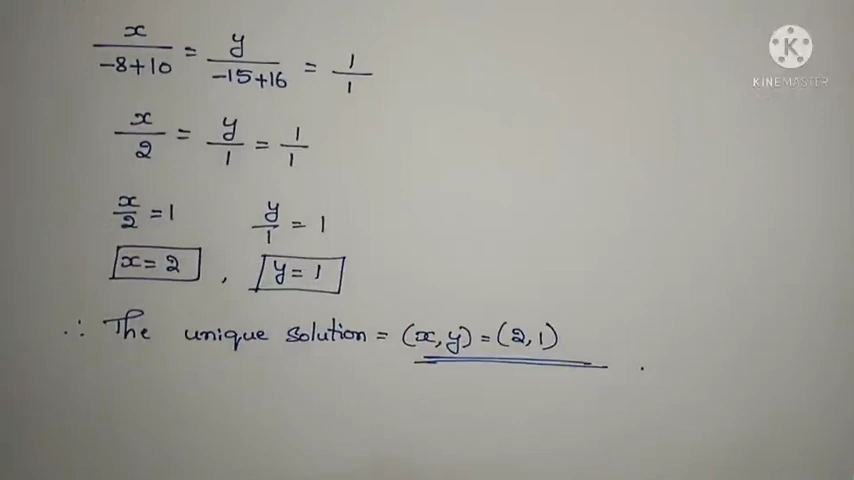 x/-8+10 = y/-15+16 = 1/1
x/2 = y/1 = 1/1
x/2 = 1 y/1 = 1
x = 2 , y = 1
∴ The unique solution = (x, y) = (2, 1) .
KINEMASTER